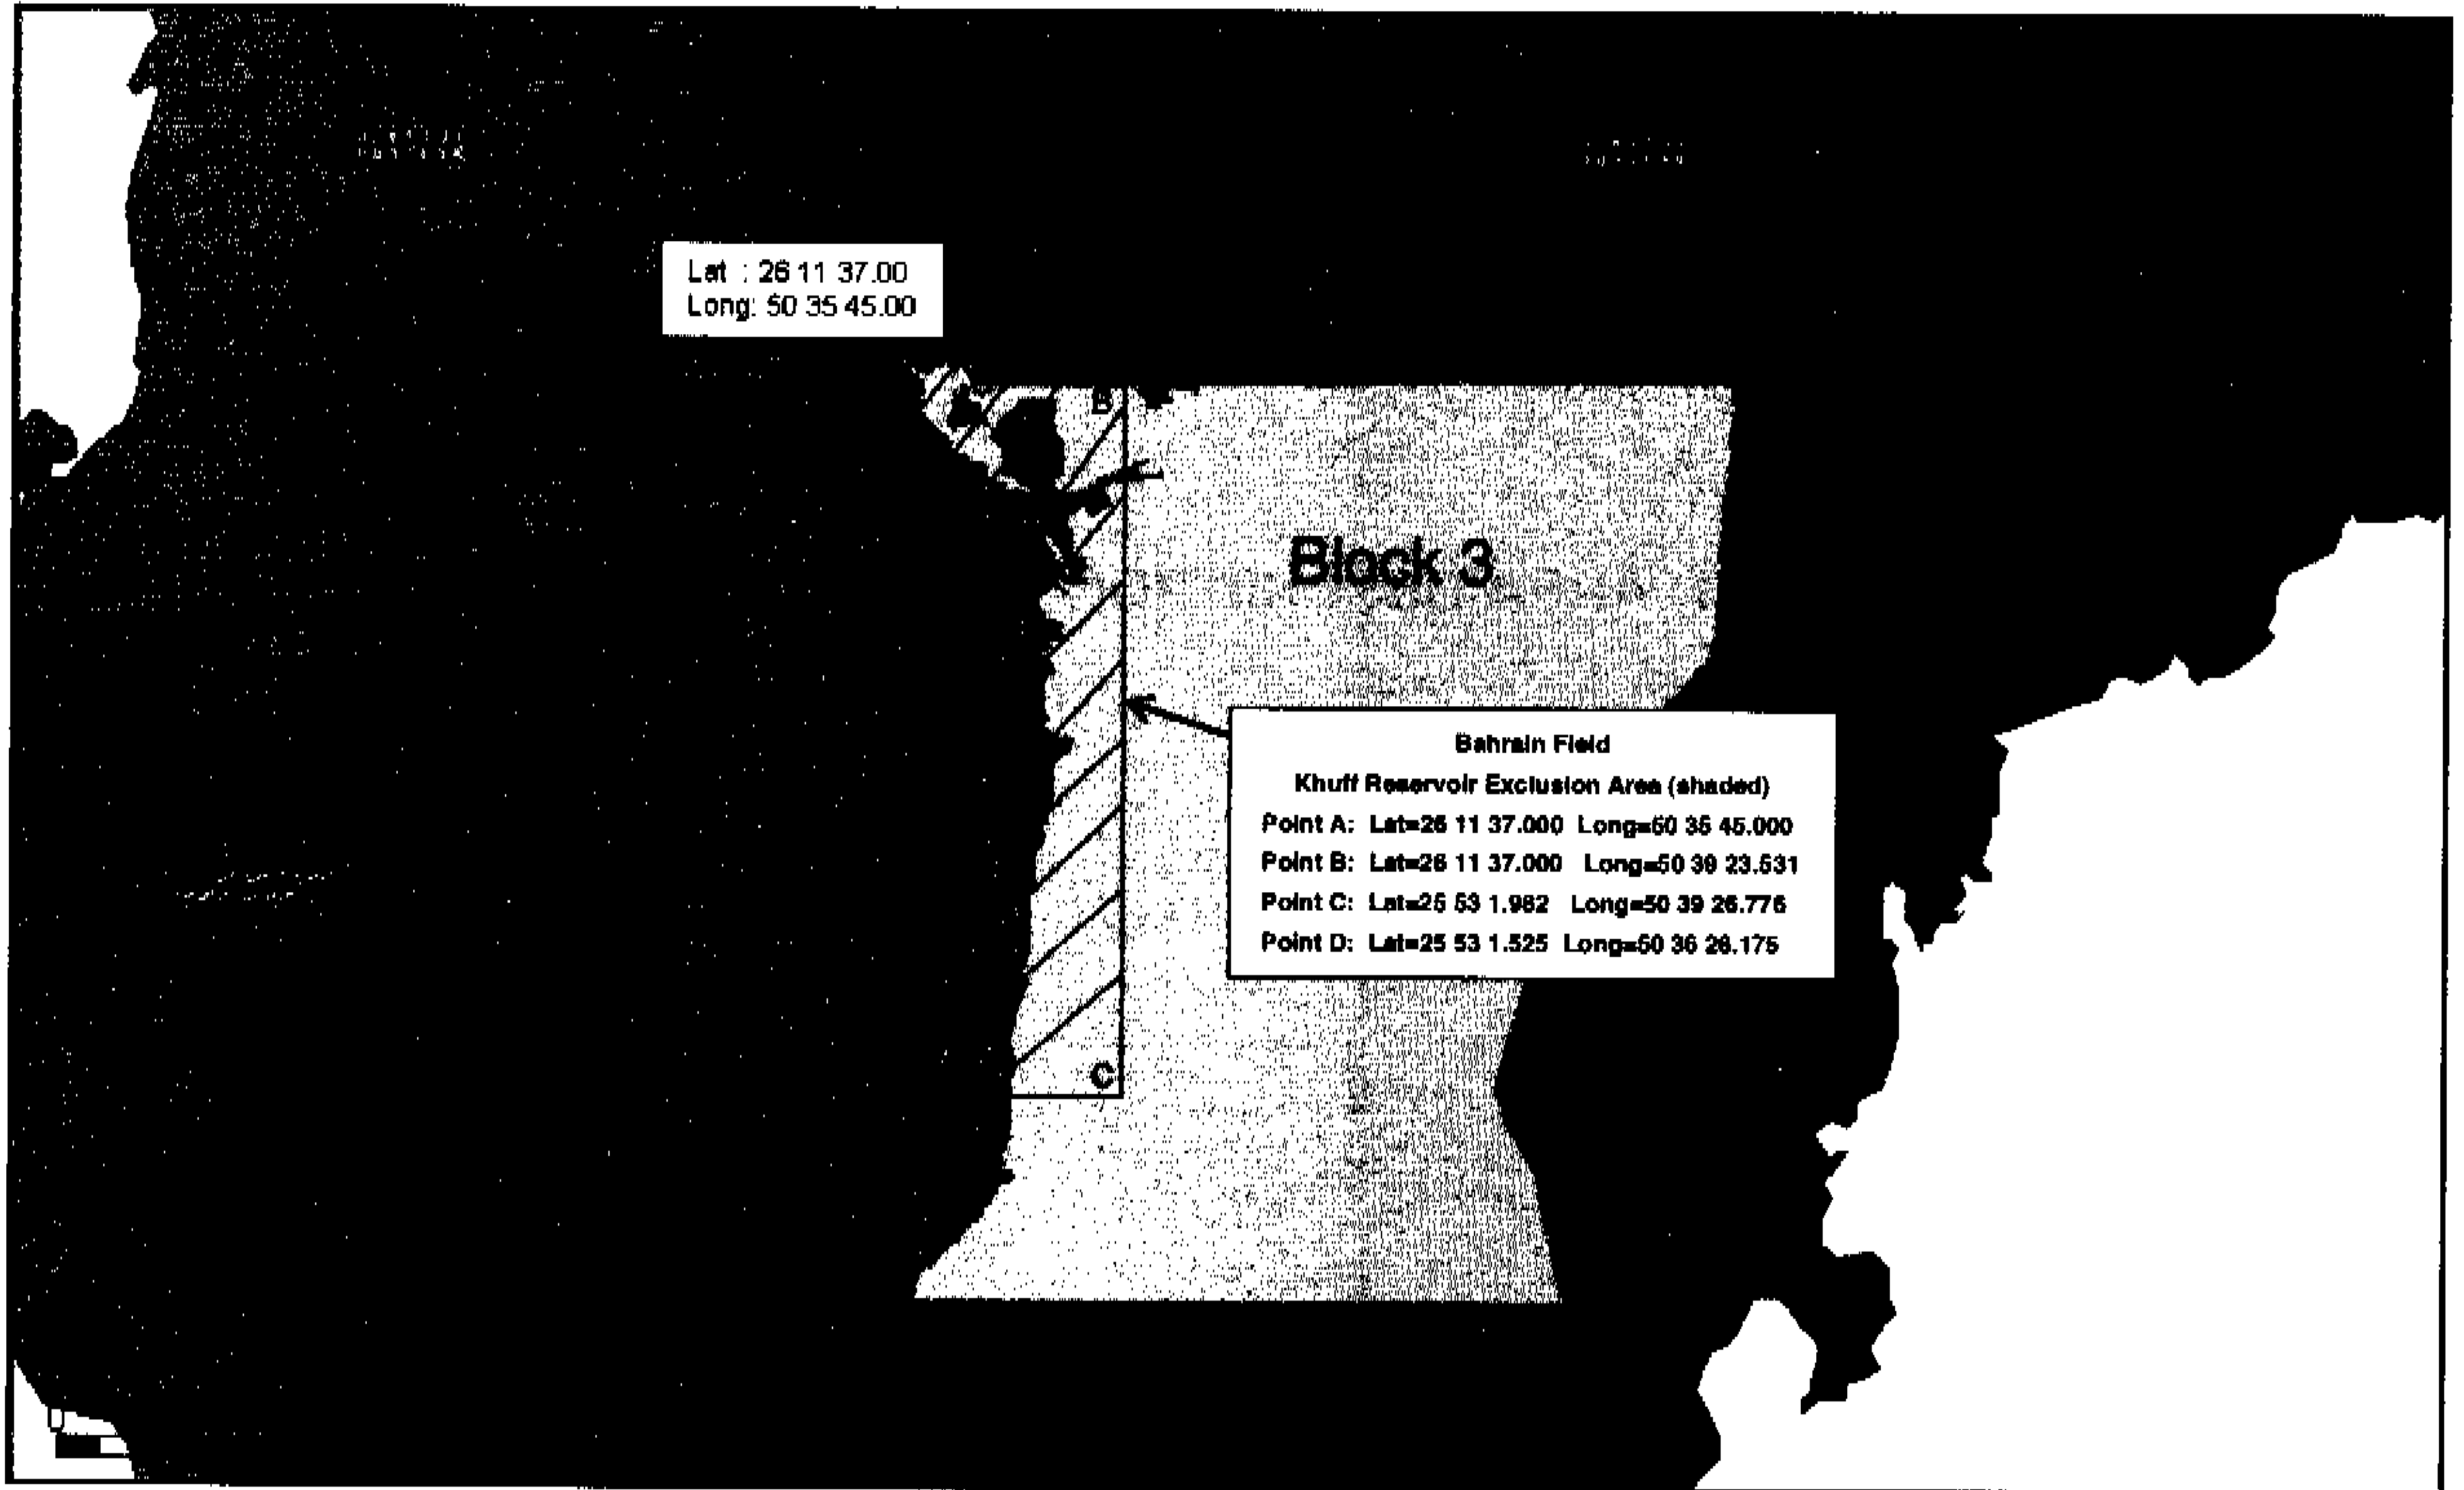 Lat : 26 11 37.00
Long: 50 35 45.00
B
Block 3
Bahrain Field
Khuff Reservoir Exclusion Area (shaded)
Point A: Lat=26 11 37.000 Long=50 35 45.000
Point B: Lat=26 11 37.000 Long=50 39 23.531
Point C: Lat=25 53 1.982 Long=50 39 26.776
Point D: Lat=25 53 1.525 Long=50 36 26.175
C
0